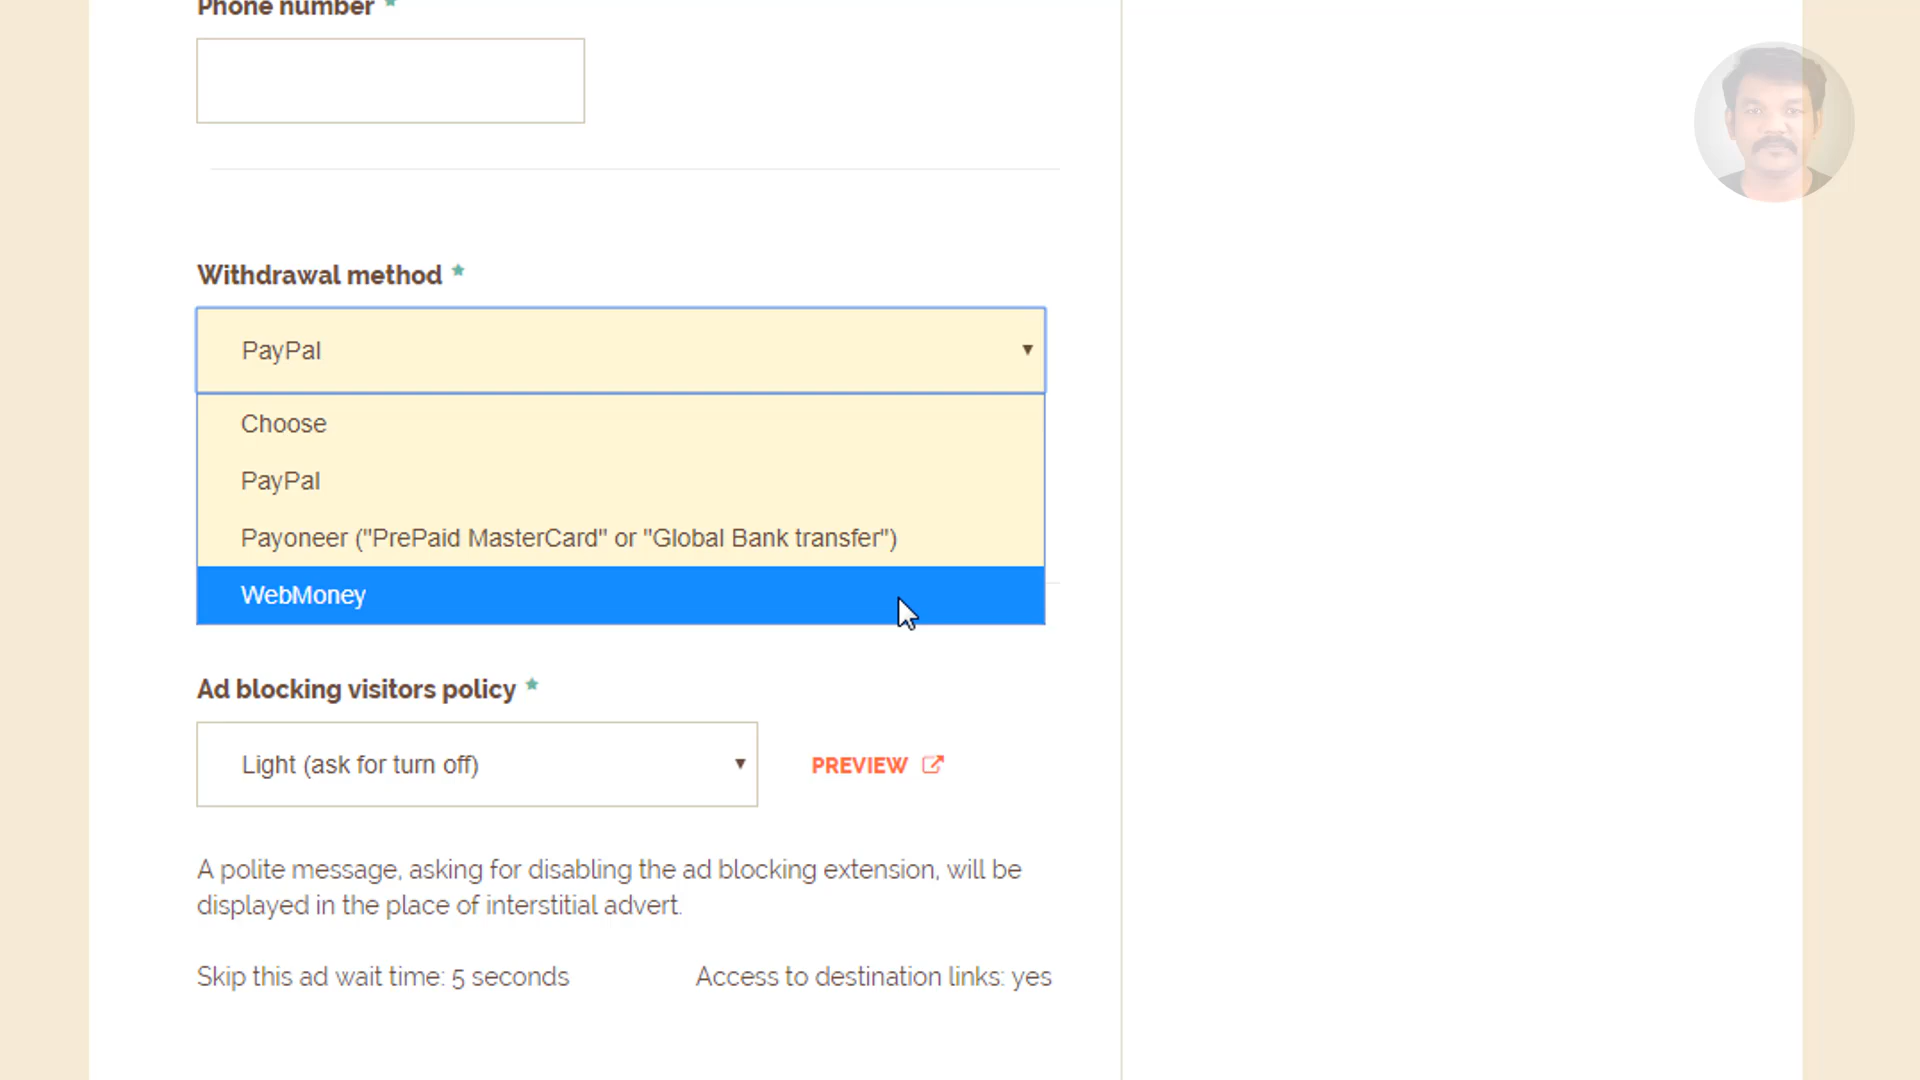 Phone number *
Withdrawal method *
PayPal
Choose
PayPal
Payoneer ("PrePaid MasterCard" or "Global Bank transfer")
WebMoney
Ad blocking visitors policy *
Light (ask for turn off)
PREVIEW
A polite message, asking for disabling the ad blocking extension, will be
displayed in the place of interstitial advert.
Skip this ad wait time: 5 seconds
Access to destination links: yes